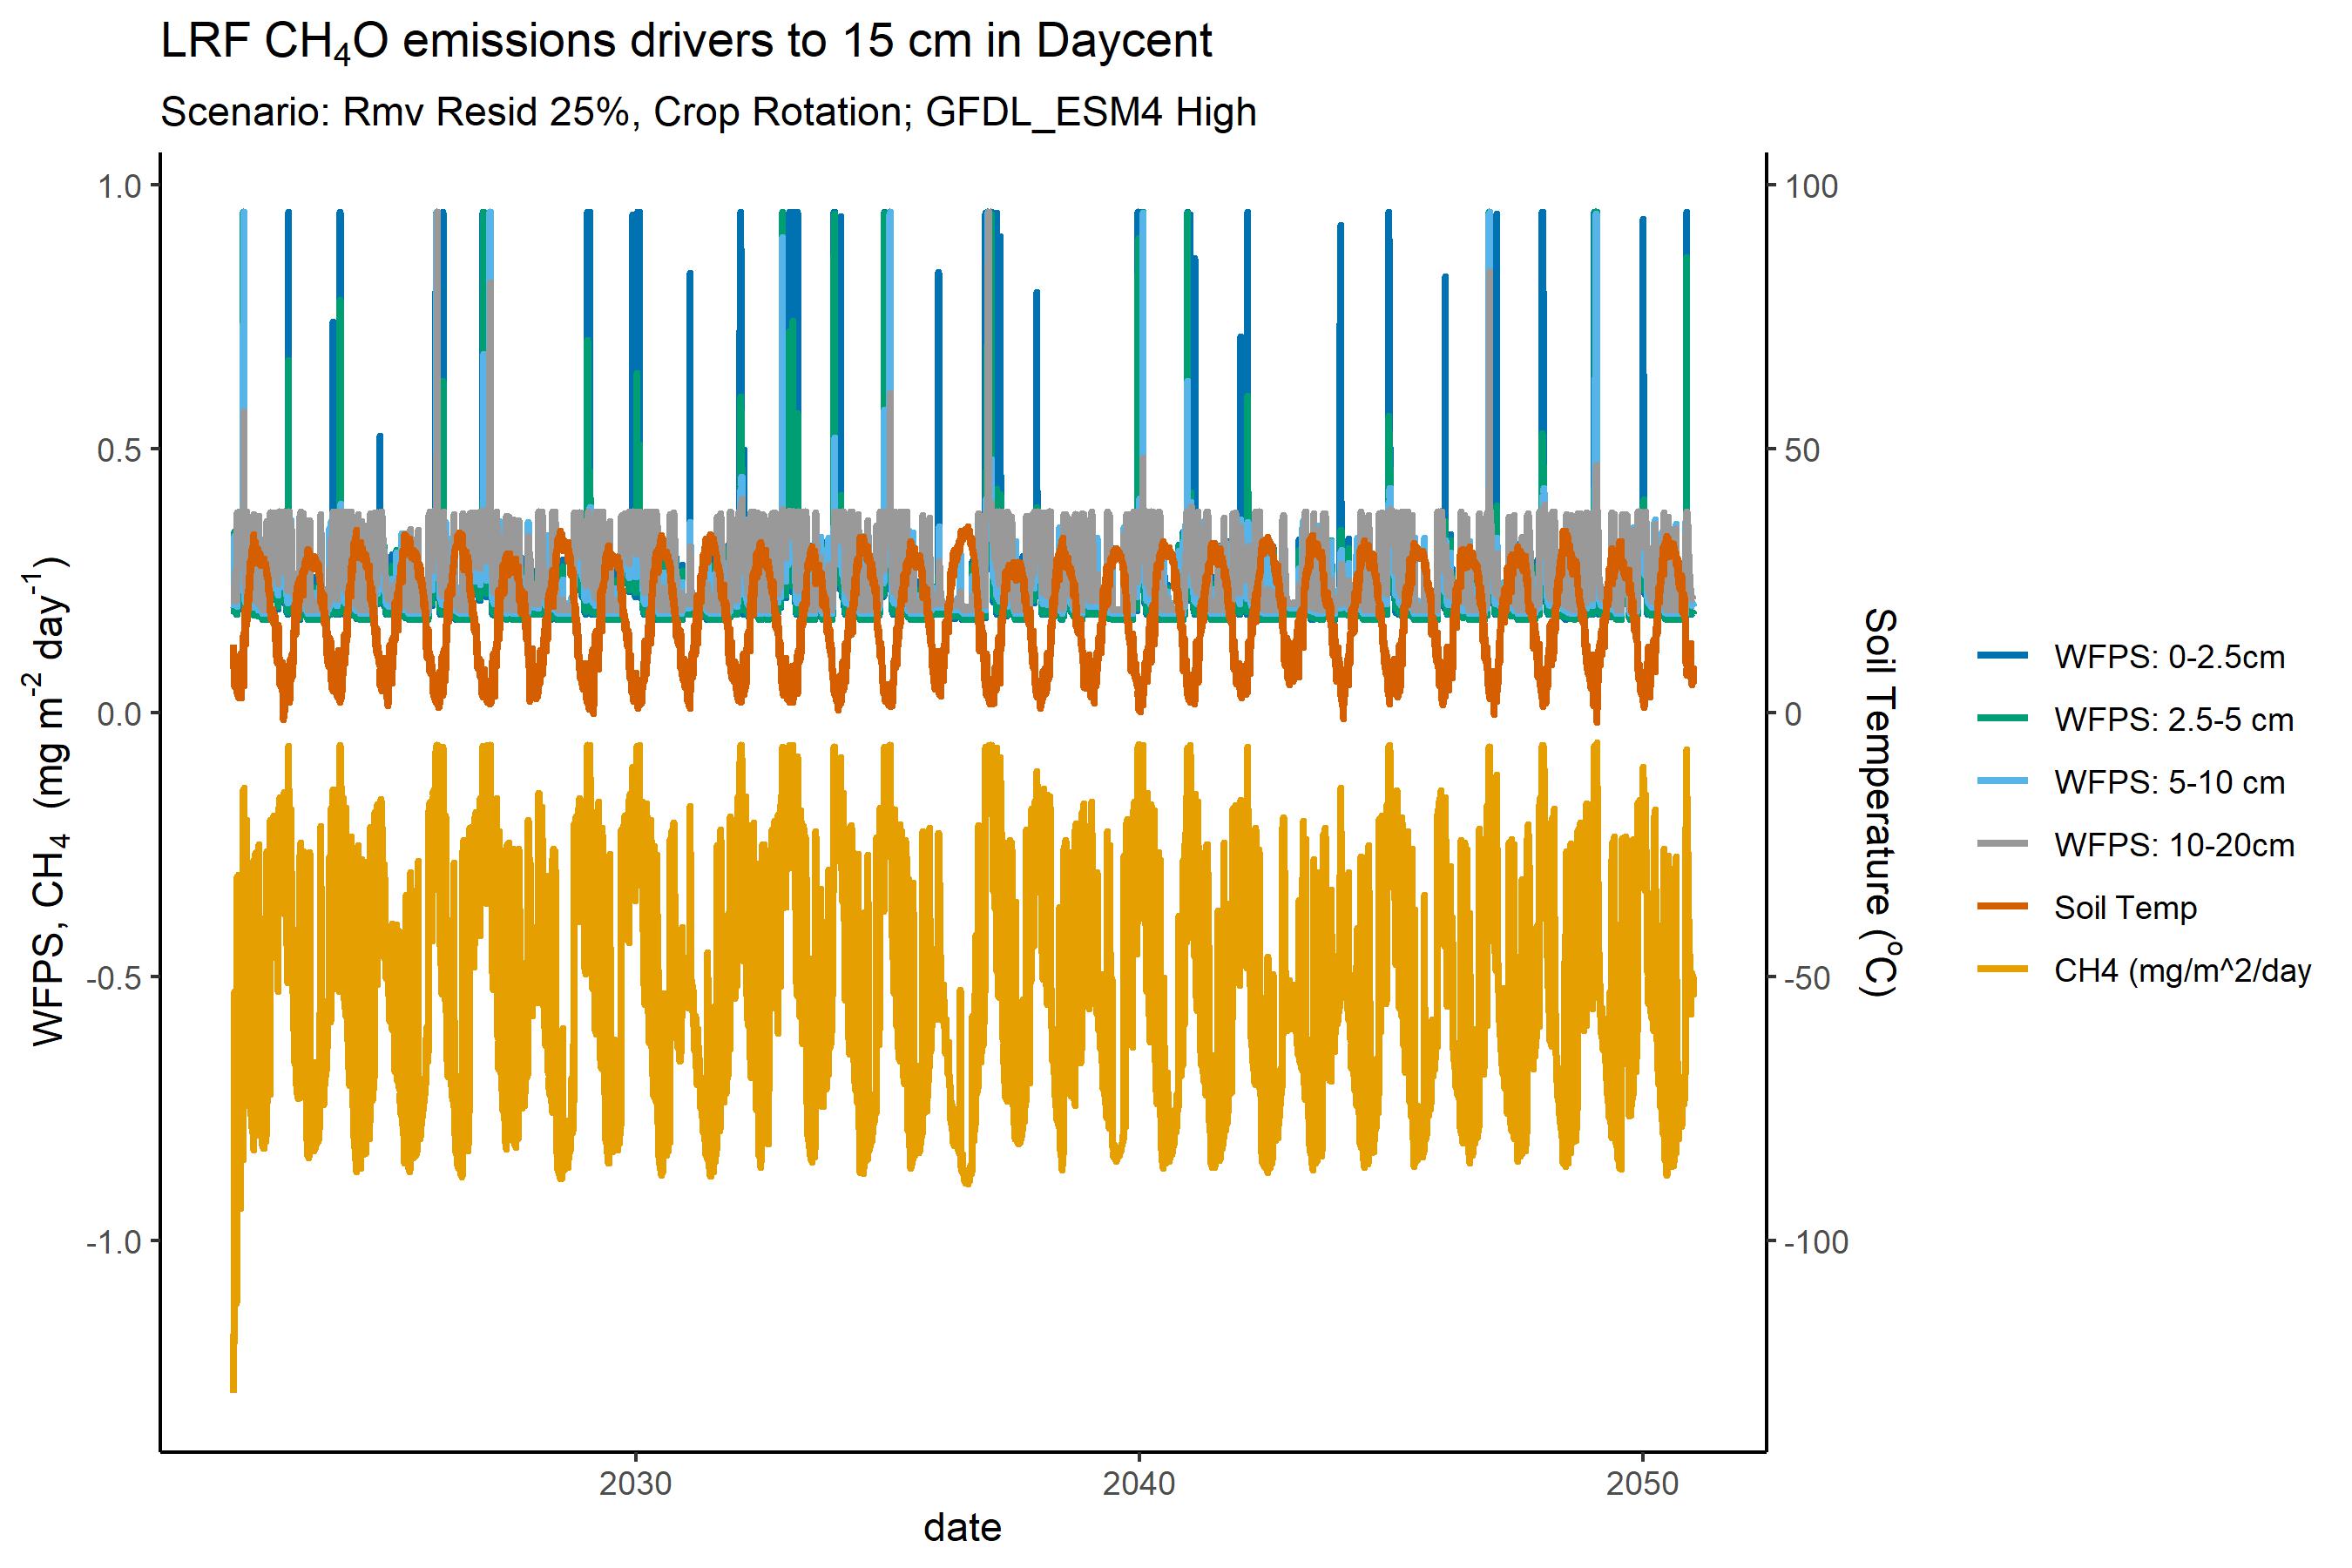 LRF CH₄O emissions drivers to 15 cm in Daycent
Scenario: Rmv Resid 25%, Crop Rotation; GFDL_ESM4 High
1.0
0.5
0.0
-0.5
-1.0
WFPS, CH₄ (mg m⁻² day⁻¹)
100
50
0
-50
-100
Soil Temperature (⁰C)
2030
2040
2050
date
WFPS: 0-2.5cm
WFPS: 2.5-5 cm
WFPS: 5-10 cm
WFPS: 10-20cm
Soil Temp
CH4 (mg/m^2/day